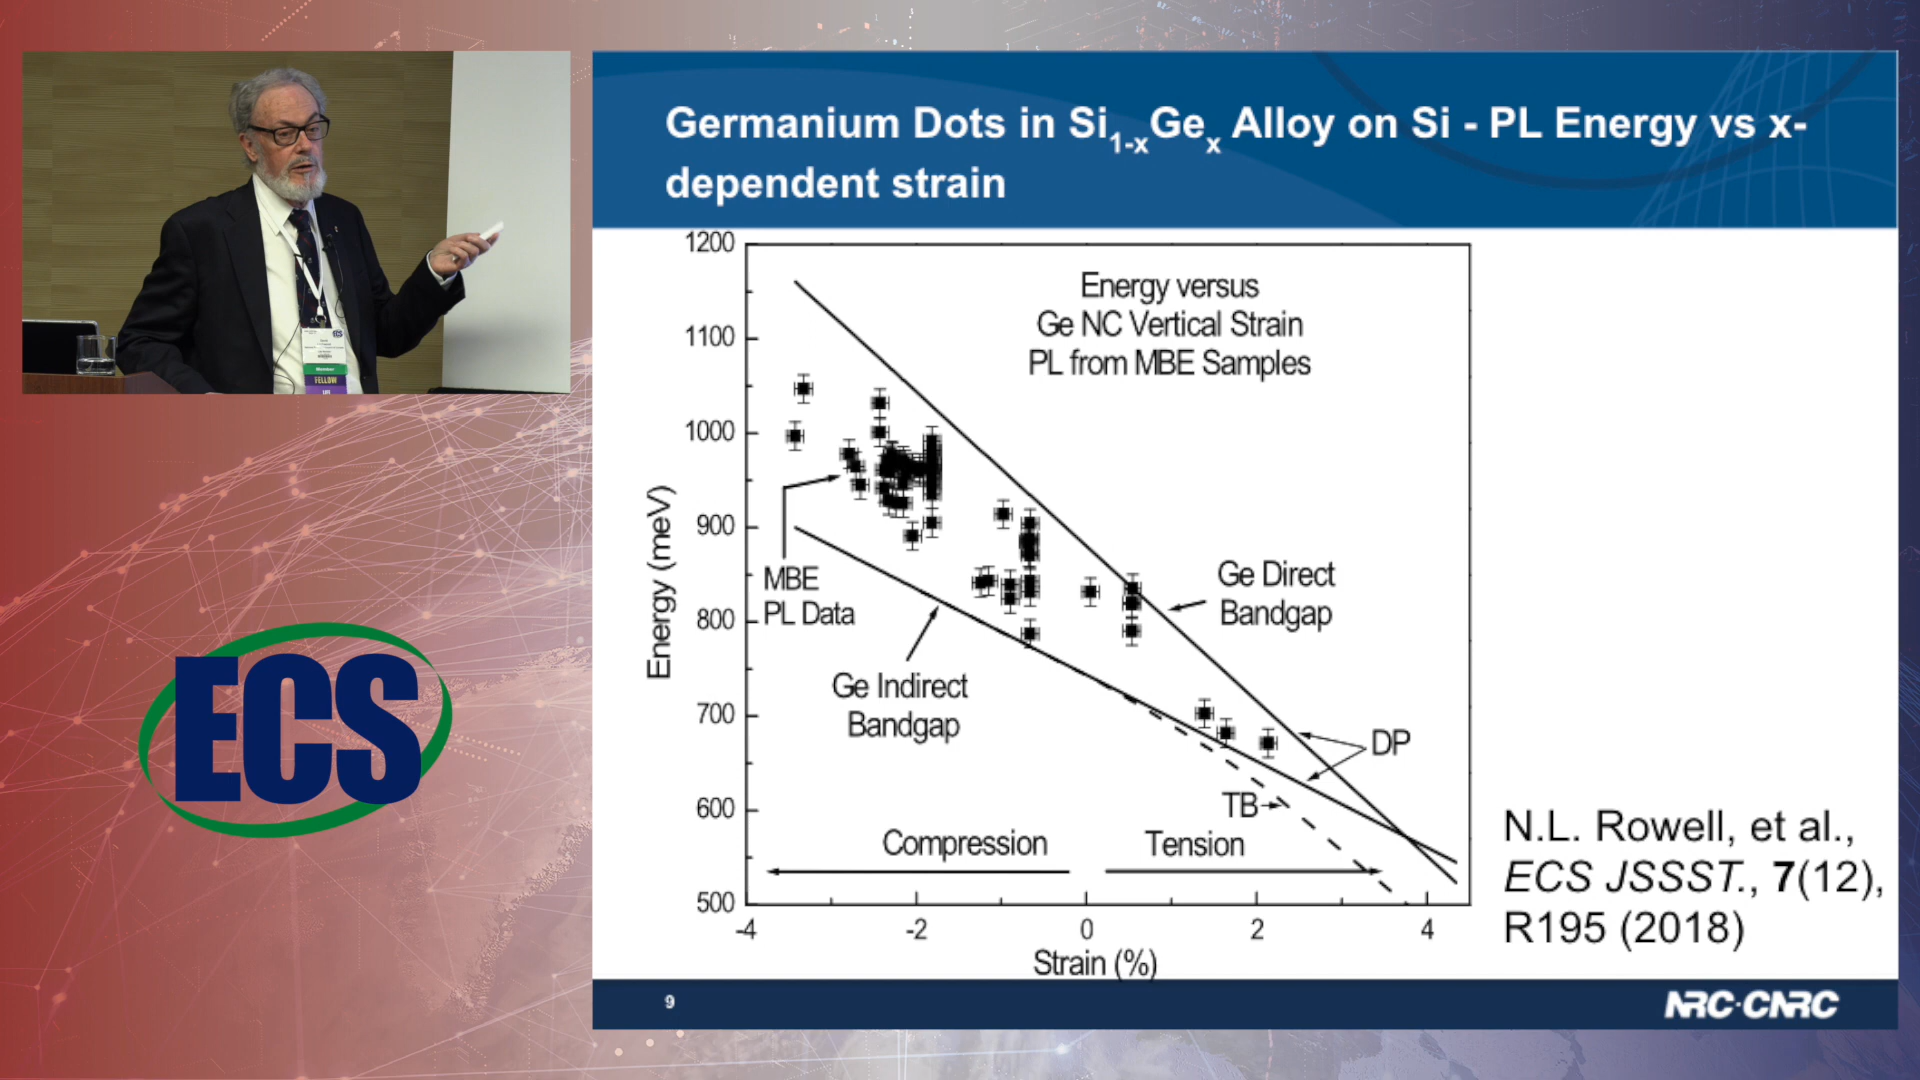 Germanium Dots in Si1-xGex Alloy on Si - PL Energy vs x-
dependent strain
1200
1100
1000
900
800
700
600
500
Energy (meV)
Energy versus
Ge NC Vertical Strain
PL from MBE Samples
MBE
PL Data
Ge Direct
Bandgap
Ge Indirect
Bandgap
DP
TB
Compression
Tension
-4
-2
0
2
4
Strain (%)
N.L. Rowell, et al.,
ECS JSSST., 7(12),
R195 (2018)
9
NRC·CNRC
ECS
ECS
Member
FELLOW